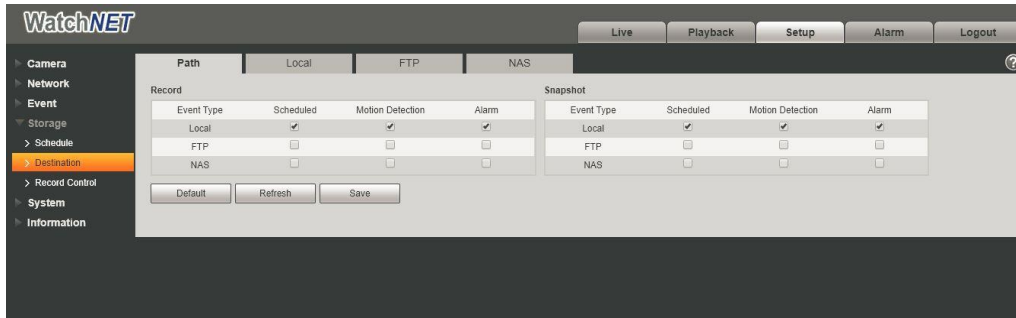 WatchNET
Live Playback Setup Alarm Logout
Camera
Network
Event
Storage
> Schedule
> Destination
> Record Control
System
Information
Path Local FTP NAS
?
Record
Event Type Scheduled Motion Detection Alarm
Local
FTP
NAS
Snapshot
Event Type Scheduled Motion Detection Alarm
Local
FTP
NAS
Default Refresh Save